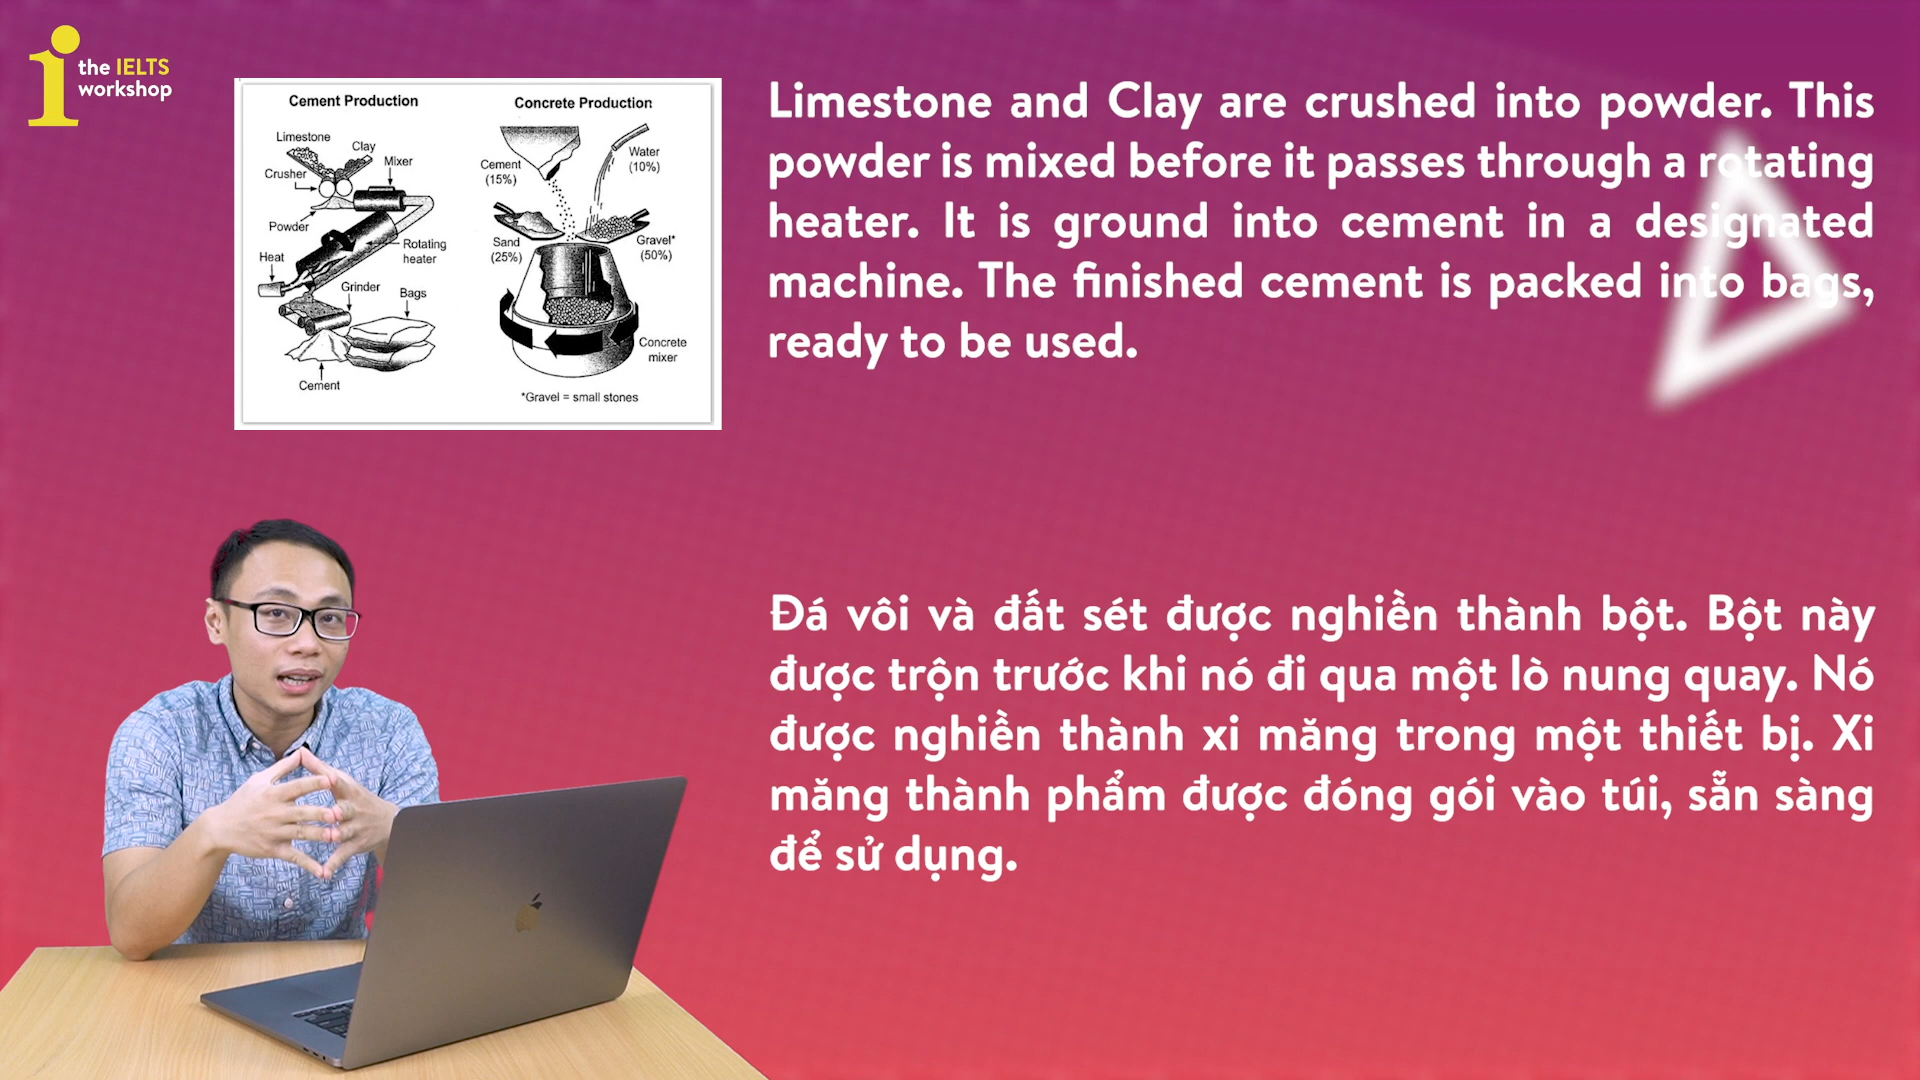 the IELTS
workshop
Cement Production
Limestone
Clay
Mixer
Crusher
Powder
Rotating
heater
Heat
Grinder
Bags
Cement
Concrete Production
Cement
(15%)
Water
(10%)
Sand
(25%)
Gravel*
(50%)
Concrete
mixer
*Gravel = small stones
Limestone and Clay are crushed into powder. This
powder is mixed before it passes through a rotating
heater. It is ground into cement in a designated
machine. The finished cement is packed into bags,
ready to be used.
Đá vôi và đất sét được nghiền thành bột. Bột này
được trộn trước khi nó đi qua một lò nung quay. Nó
được nghiền thành xi măng trong một thiết bị. Xi
măng thành phẩm được đóng gói vào túi, sẵn sàng
để sử dụng.